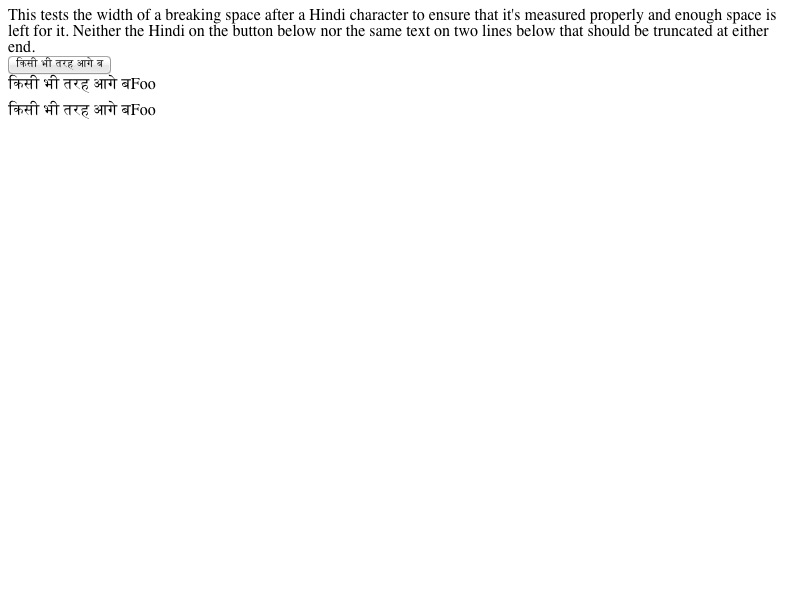 This tests the width of a breaking space after a Hindi character to ensure that it's measured properly and enough space is
left for it. Neither the Hindi on the button below nor the same text on two lines below that should be truncated at either
end.
किसी भी तरह आगे ब
किसी भी तरह आगे बFoo
किसी भी तरह आगे बFoo